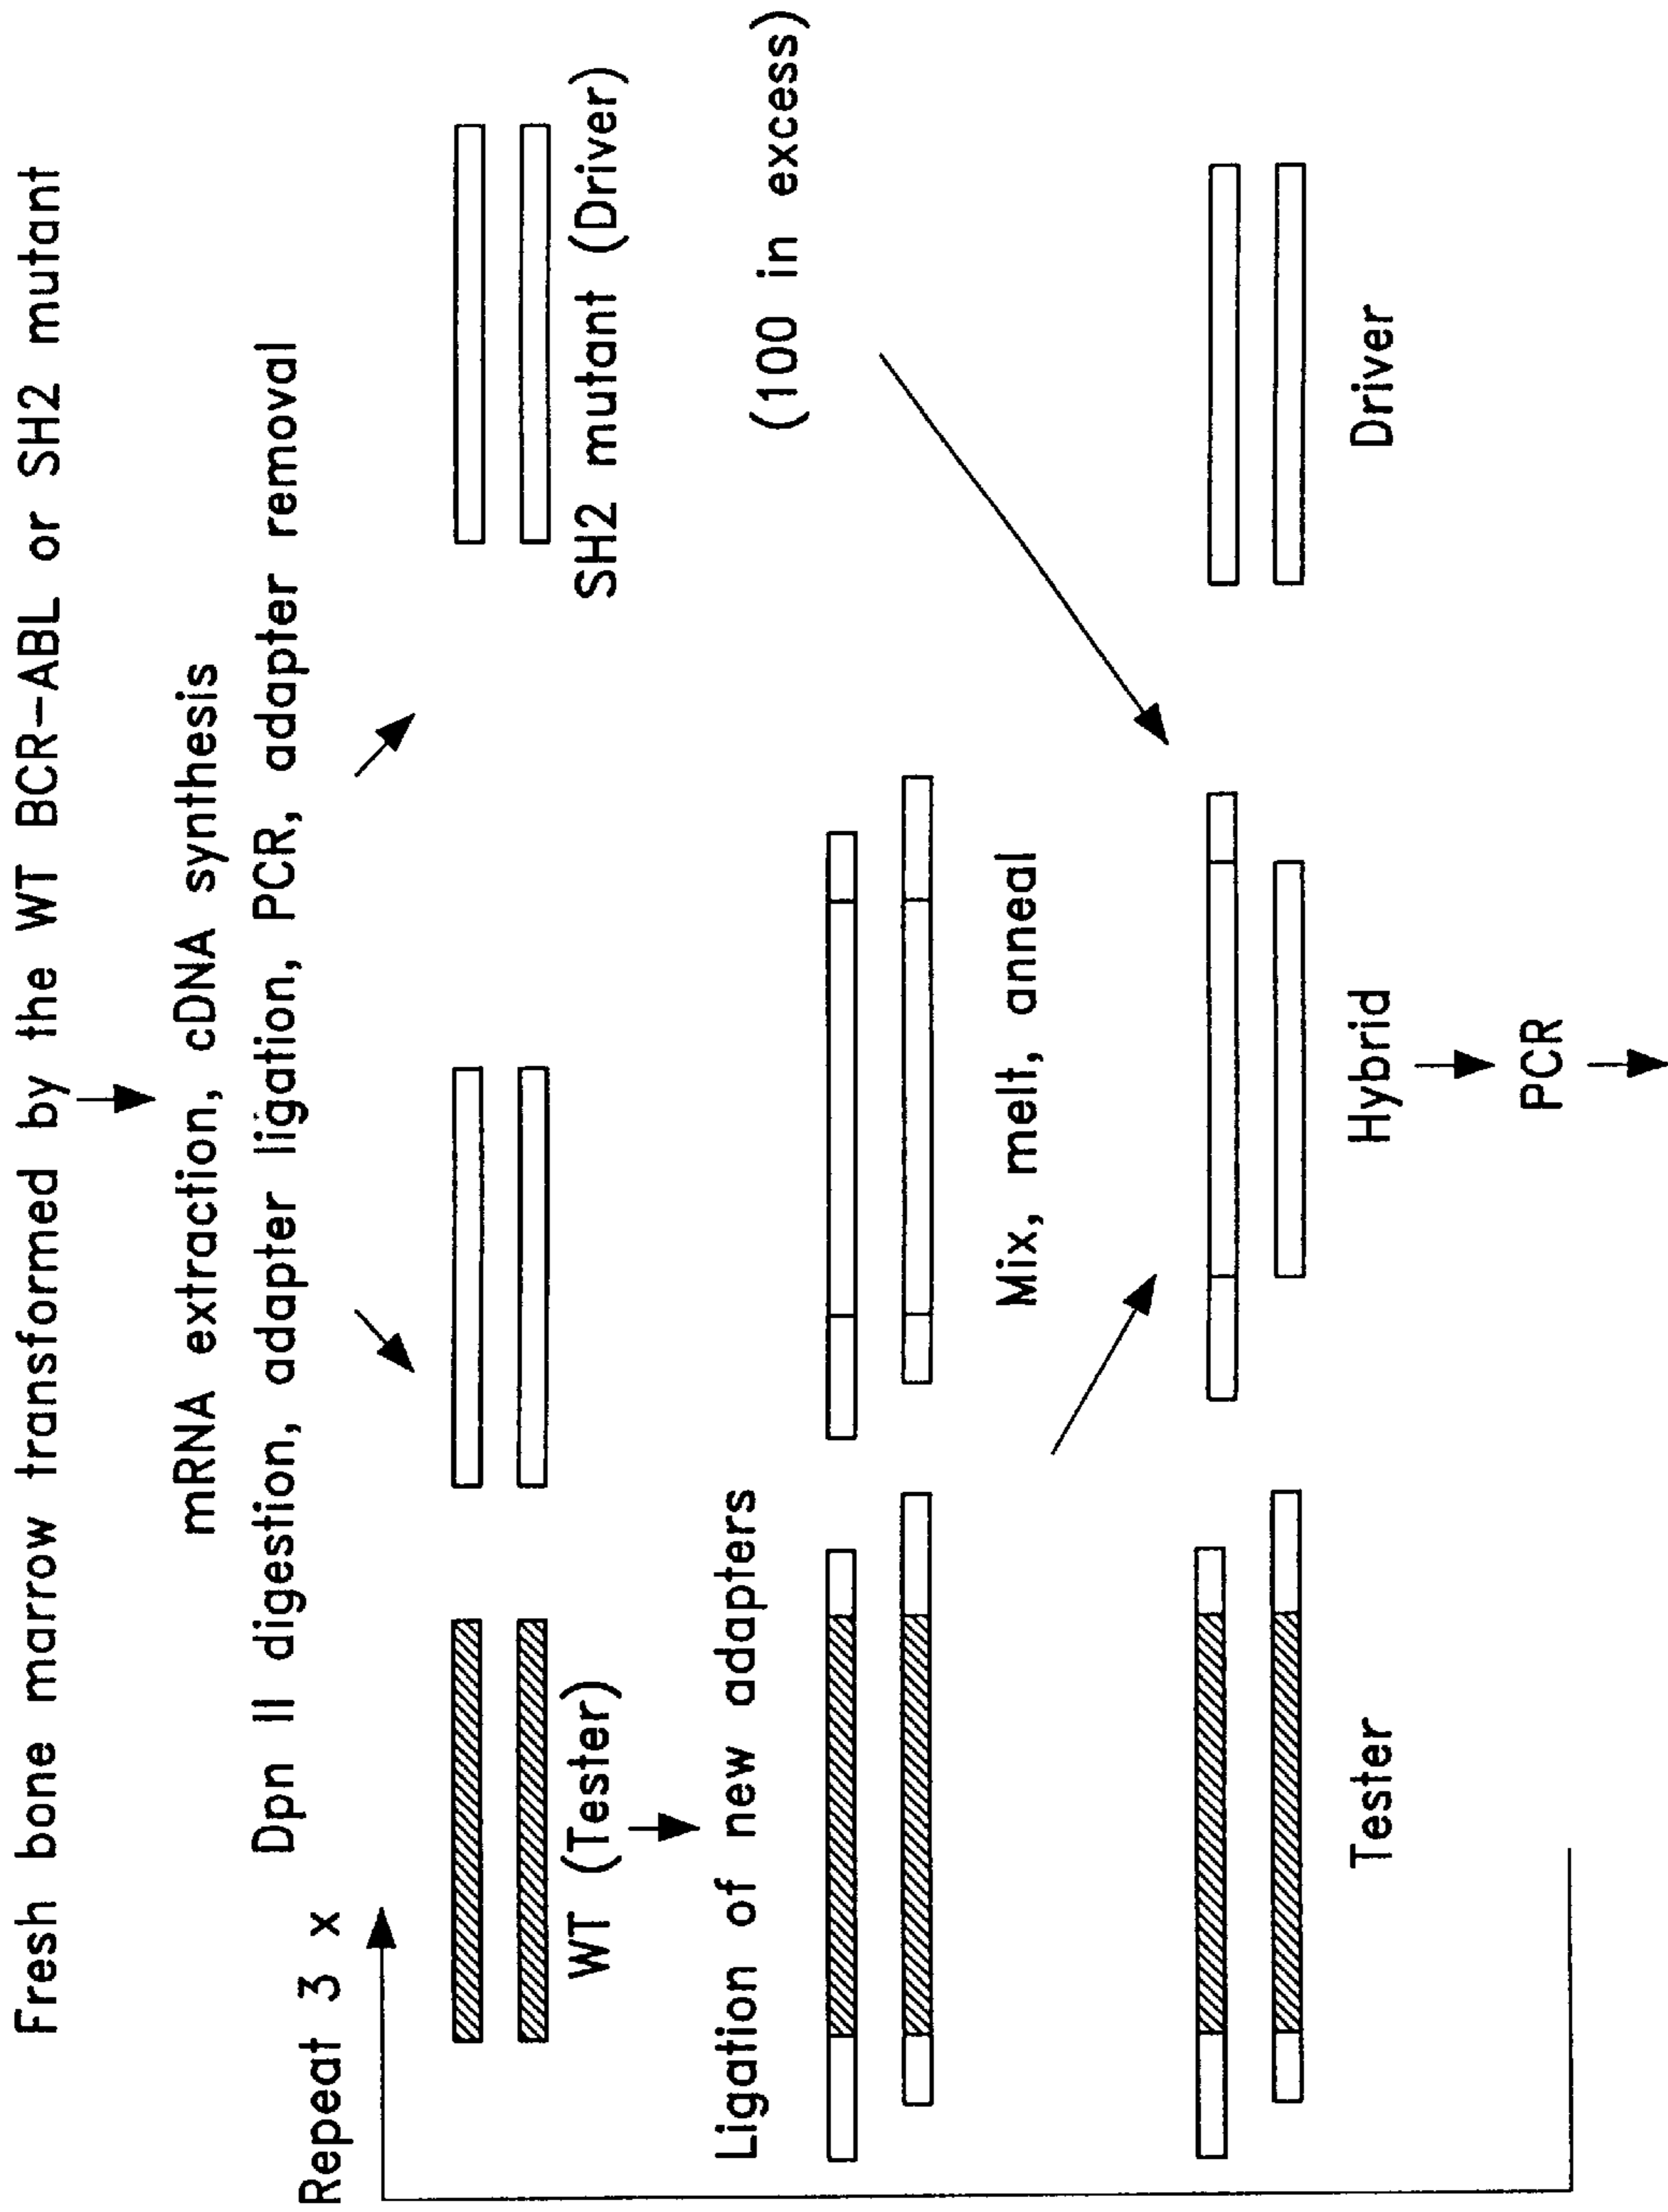 Fresh bone marrow transformed by the WT BCR-ABL or SH2 mutant
mRNA extraction, cDNA synthesis
Dpn II digestion, adapter ligation, PCR, adapter removal
Repeat 3 x
WT (Tester)
SH2 mutant (Driver)
Ligation of new adapters
(100 in excess)
Mix, melt, anneal
Tester
Hybrid
Driver
PCR